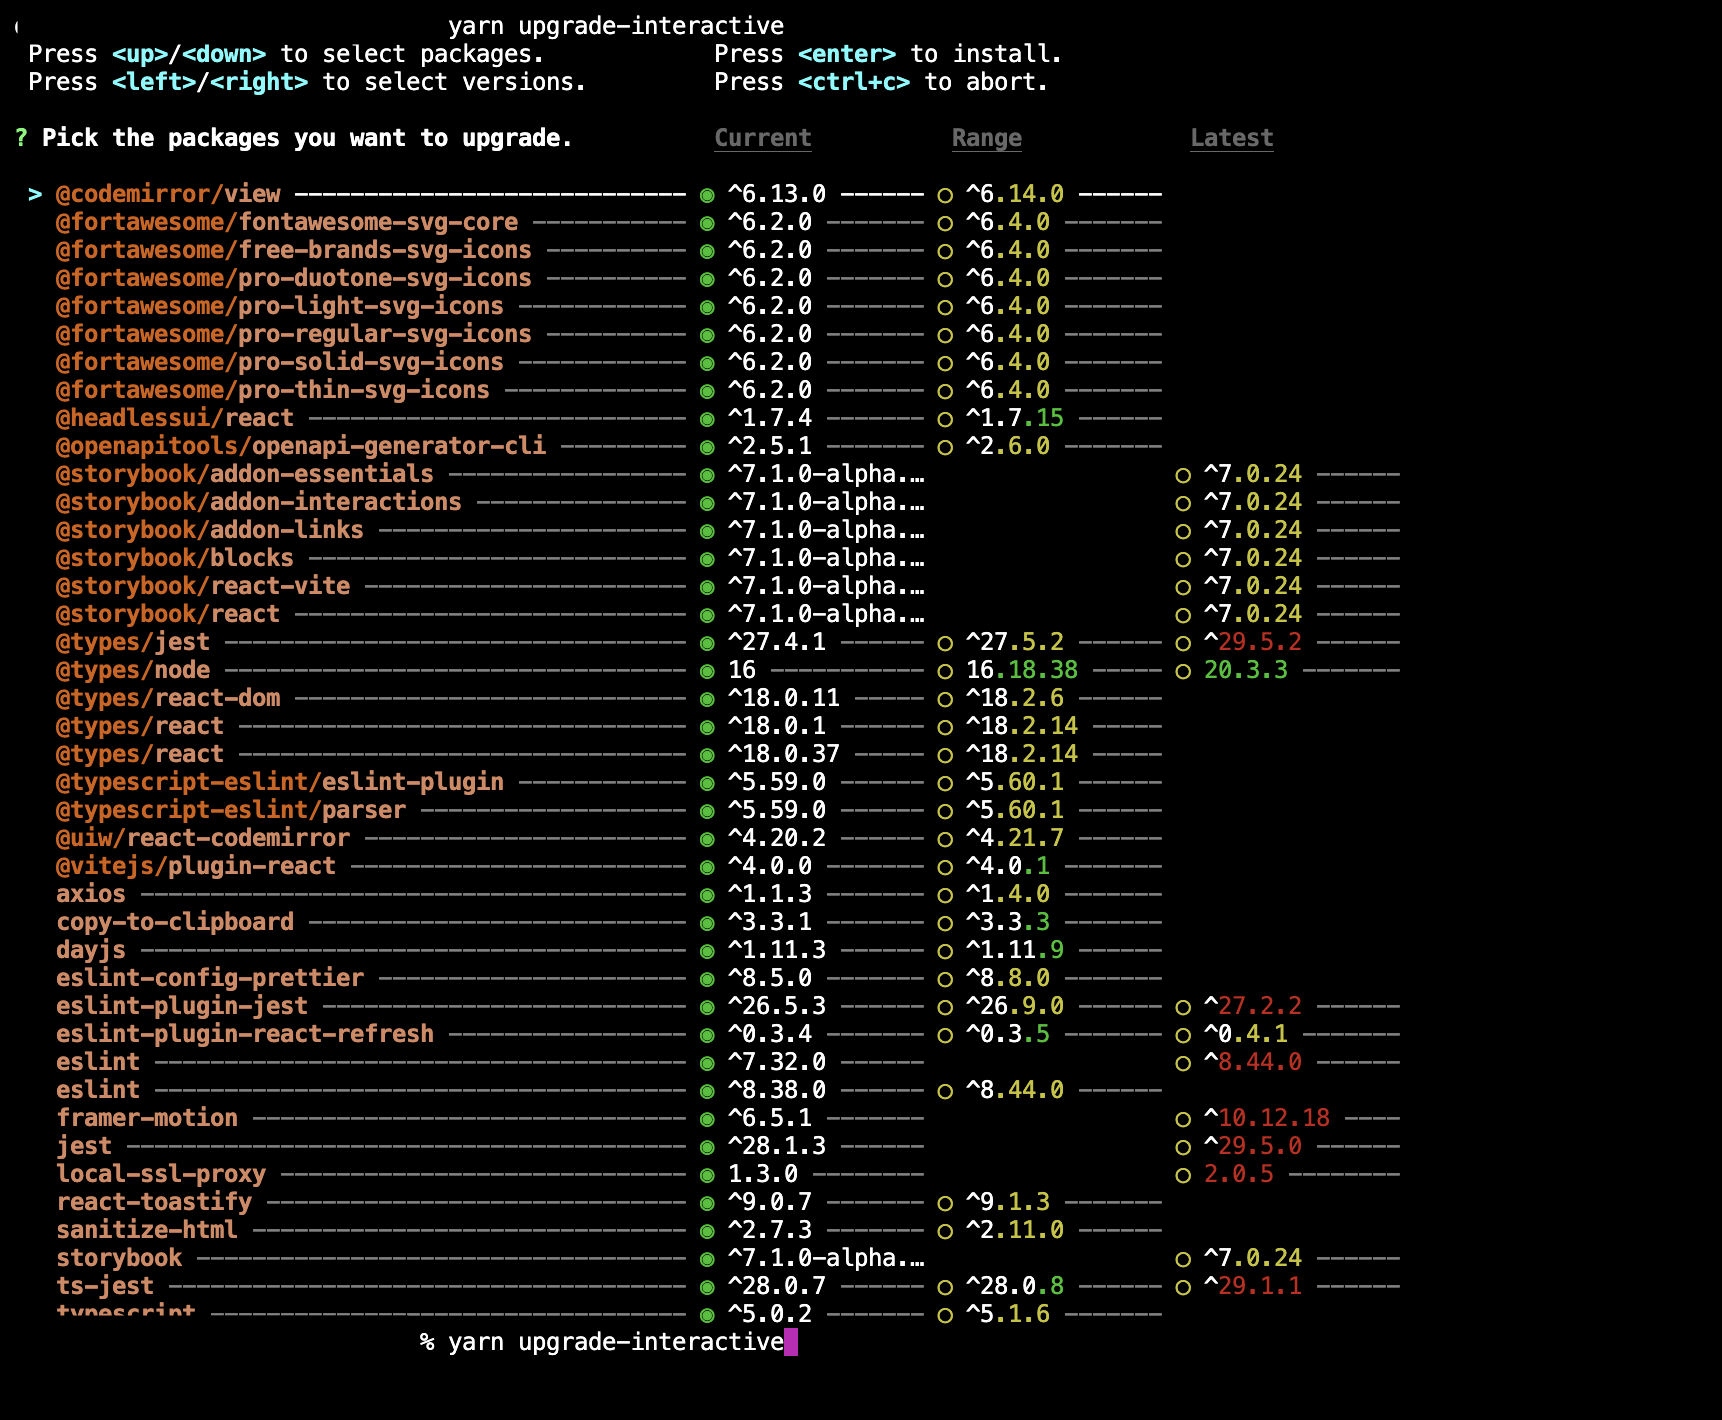 yarn upgrade-interactive
Press <up>/<down> to select packages. Press <enter> to install.
Press <left>/<right> to select versions. Press <ctrl+c> to abort.
? Pick the packages you want to upgrade. Current Range Latest
> @codemirror/view ---------------------------- ◉ ^6.13.0 ------ ○ ^6.14.0 ------
@fortawesome/fontawesome-svg-core ----------- ◉ ^6.2.0 ------- ○ ^6.4.0 -------
@fortawesome/free-brands-svg-icons ---------- ◉ ^6.2.0 ------- ○ ^6.4.0 -------
@fortawesome/pro-duotone-svg-icons ---------- ◉ ^6.2.0 ------- ○ ^6.4.0 -------
@fortawesome/pro-light-svg-icons ------------ ◉ ^6.2.0 ------- ○ ^6.4.0 -------
@fortawesome/pro-regular-svg-icons ---------- ◉ ^6.2.0 ------- ○ ^6.4.0 -------
@fortawesome/pro-solid-svg-icons ------------ ◉ ^6.2.0 ------- ○ ^6.4.0 -------
@fortawesome/pro-thin-svg-icons ------------- ◉ ^6.2.0 ------- ○ ^6.4.0 -------
@headlessui/react --------------------------- ◉ ^1.7.4 ------- ○ ^1.7.15 ------
@openapitools/openapi-generator-cli --------- ◉ ^2.5.1 ------- ○ ^2.6.0 -------
@storybook/addon-essentials ----------------- ◉ ^7.1.0-alpha.… ○ ^7.0.24 ------
@storybook/addon-interactions --------------- ◉ ^7.1.0-alpha.… ○ ^7.0.24 ------
@storybook/addon-links ---------------------- ◉ ^7.1.0-alpha.… ○ ^7.0.24 ------
@storybook/blocks --------------------------- ◉ ^7.1.0-alpha.… ○ ^7.0.24 ------
@storybook/react-vite ----------------------- ◉ ^7.1.0-alpha.… ○ ^7.0.24 ------
@storybook/react ---------------------------- ◉ ^7.1.0-alpha.… ○ ^7.0.24 ------
@types/jest --------------------------------- ◉ ^27.4.1 ------ ○ ^27.5.2 ------ ○ ^29.5.2 ------
@types/node --------------------------------- ◉ 16 ----------- ○ 16.18.38 ----- ○ 20.3.3 -------
@types/react-dom ---------------------------- ◉ ^18.0.11 ----- ○ ^18.2.6 ------
@types/react -------------------------------- ◉ ^18.0.1 ------ ○ ^18.2.14 -----
@types/react -------------------------------- ◉ ^18.0.37 ----- ○ ^18.2.14 -----
@typescript-eslint/eslint-plugin ------------ ◉ ^5.59.0 ------ ○ ^5.60.1 ------
@typescript-eslint/parser ------------------- ◉ ^5.59.0 ------ ○ ^5.60.1 ------
@uiw/react-codemirror ----------------------- ◉ ^4.20.2 ------ ○ ^4.21.7 ------
@vitejs/plugin-react ------------------------ ◉ ^4.0.0 ------- ○ ^4.0.1 -------
axios --------------------------------------- ◉ ^1.1.3 ------- ○ ^1.4.0 -------
copy-to-clipboard --------------------------- ◉ ^3.3.1 ------- ○ ^3.3.3 -------
dayjs --------------------------------------- ◉ ^1.11.3 ------ ○ ^1.11.9 ------
eslint-config-prettier ---------------------- ◉ ^8.5.0 ------- ○ ^8.8.0 -------
eslint-plugin-jest -------------------------- ◉ ^26.5.3 ------ ○ ^26.9.0 ------ ○ ^27.2.2 ------
eslint-plugin-react-refresh ----------------- ◉ ^0.3.4 ------- ○ ^0.3.5 ------- ○ ^0.4.1 -------
eslint -------------------------------------- ◉ ^7.32.0 ------ ○ ^8.44.0 ------
eslint -------------------------------------- ◉ ^8.38.0 ------ ○ ^8.44.0 ------
framer-motion ------------------------------- ◉ ^6.5.1 ------- ○ ^10.12.18 ----
jest ---------------------------------------- ◉ ^28.1.3 ------ ○ ^29.5.0 ------
local-ssl-proxy ----------------------------- ◉ 1.3.0 -------- ○ 2.0.5 --------
react-toastify ------------------------------ ◉ ^9.0.7 ------- ○ ^9.1.3 -------
sanitize-html ------------------------------- ◉ ^2.7.3 ------- ○ ^2.11.0 ------
storybook ----------------------------------- ◉ ^7.1.0-alpha.… ○ ^7.0.24 ------
ts-jest ------------------------------------- ◉ ^28.0.7 ------ ○ ^28.0.8 ------ ○ ^29.1.1 ------
typescript ---------------------------------- ◉ ^5.0.2 ------- ○ ^5.1.6 -------
% yarn upgrade-interactive